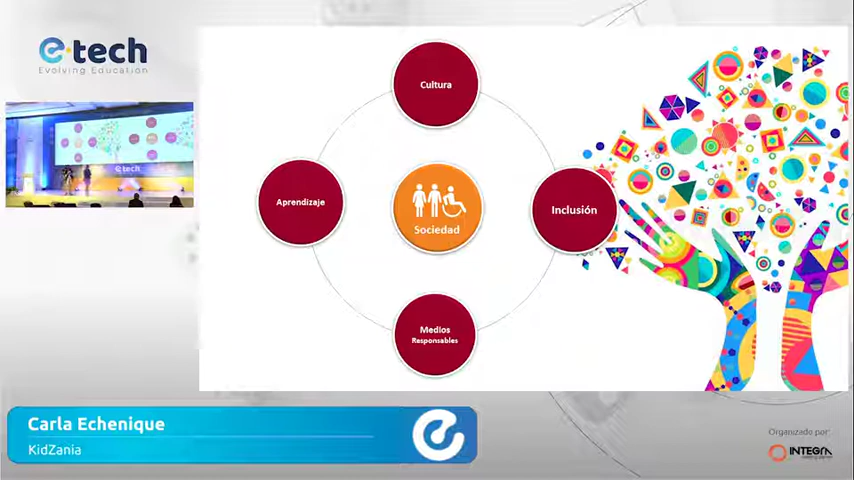 e·tech
Evolving Education
Cultura
Aprendizaje
Sociedad
Inclusión
Medios
Responsables
Carla Echenique
KidZania
Organizado por:
INTEGRA